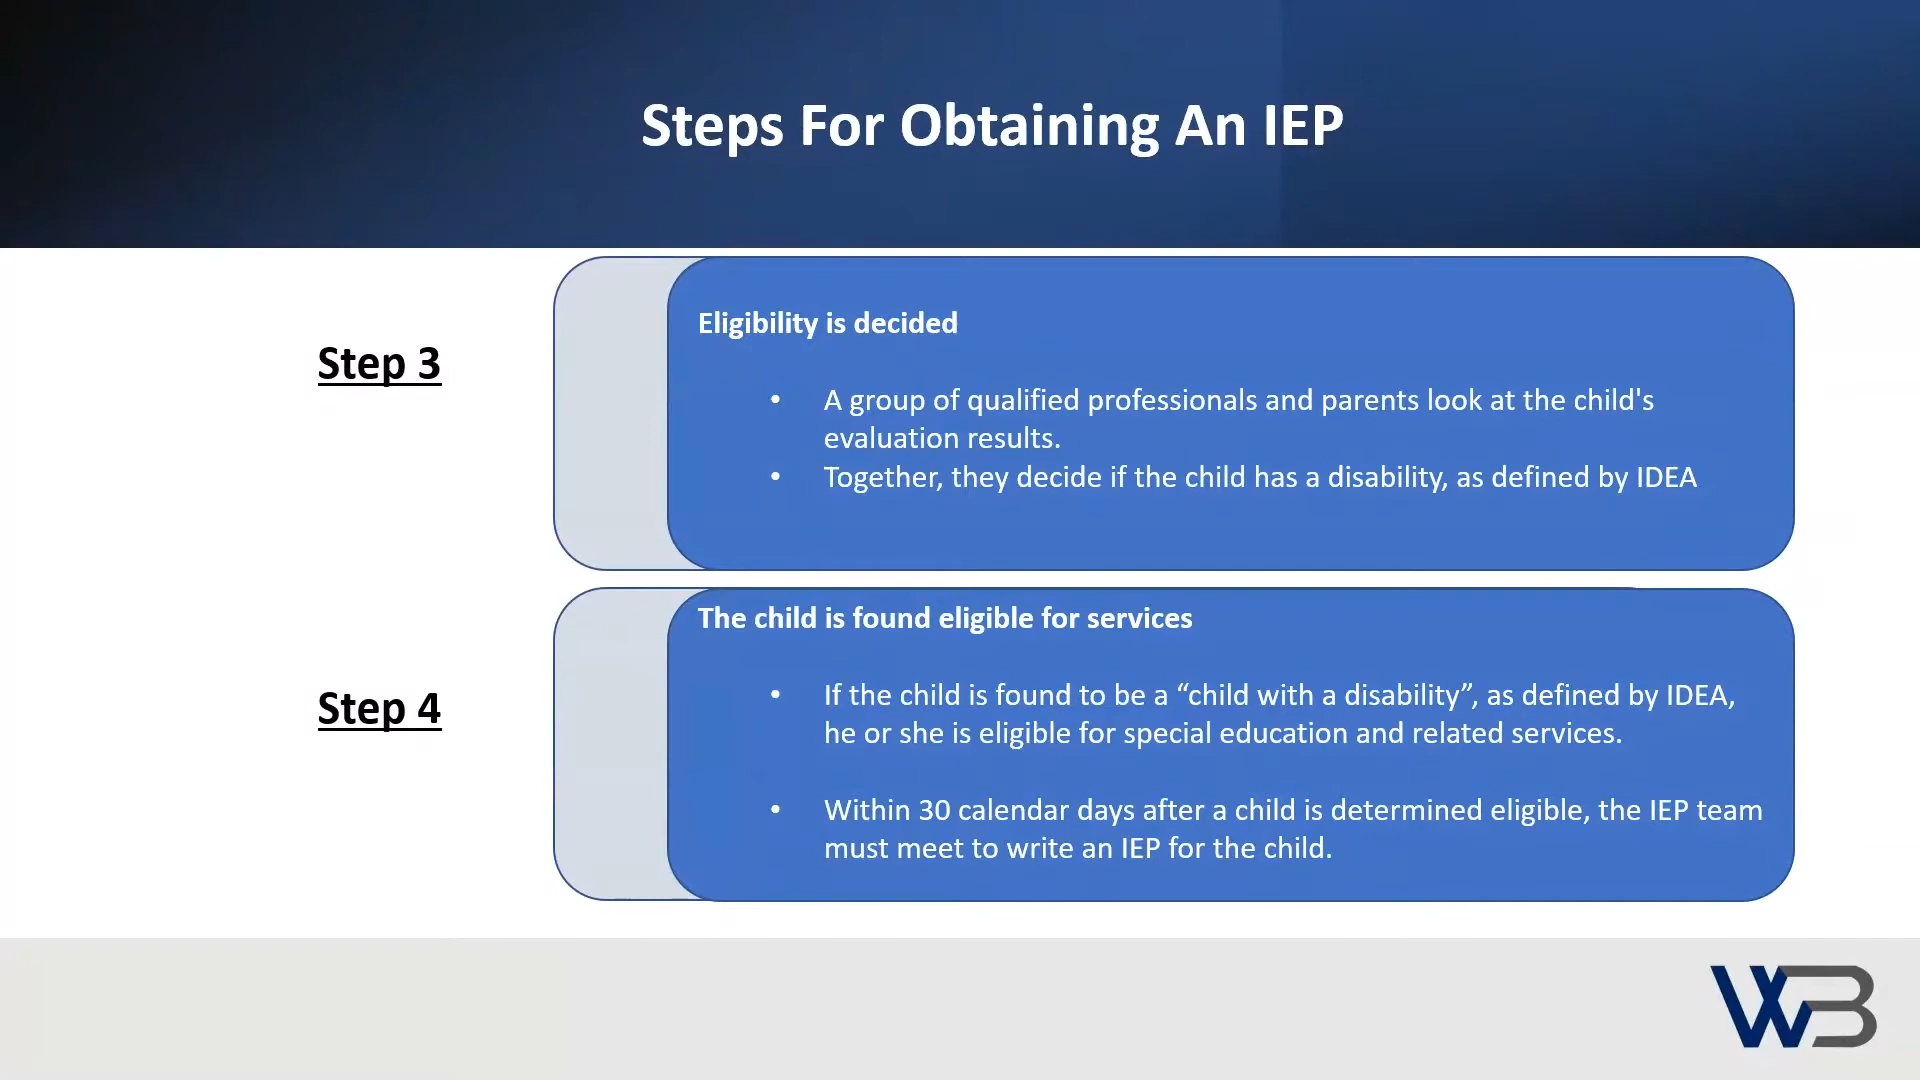 Steps For Obtaining An IEP
Step 3
Eligibility is decided
• A group of qualified professionals and parents look at the child's
evaluation results.
• Together, they decide if the child has a disability, as defined by IDEA
Step 4
The child is found eligible for services
• If the child is found to be a “child with a disability”, as defined by IDEA,
he or she is eligible for special education and related services.
• Within 30 calendar days after a child is determined eligible, the IEP team
must meet to write an IEP for the child.
WB